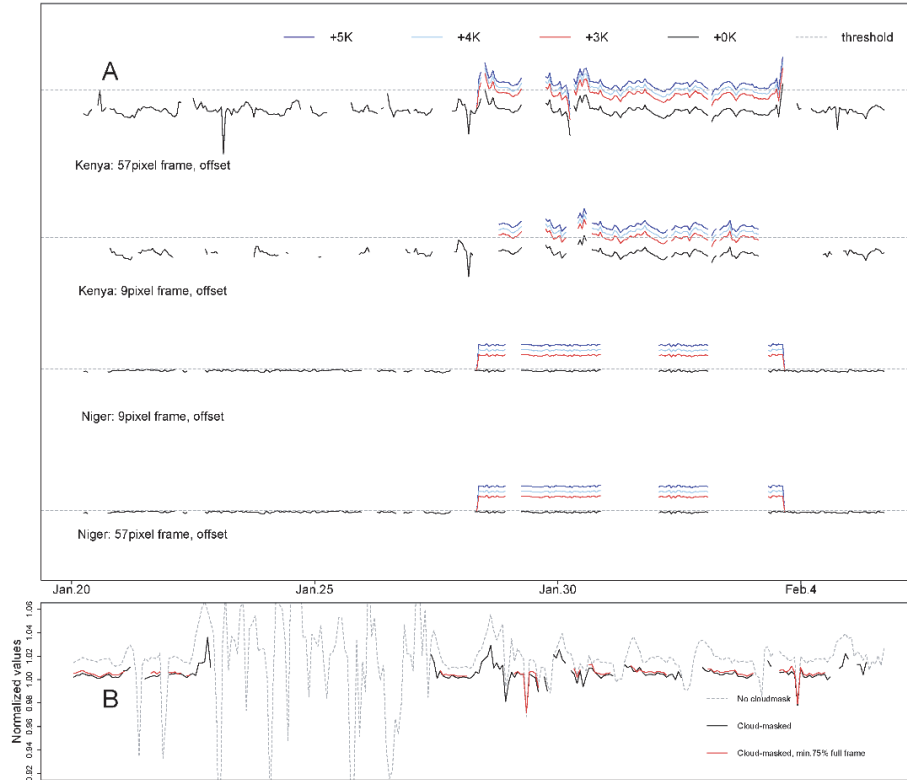 +5K +4K +3K +0K threshold
A
Kenya: 57pixel frame, offset
Kenya: 9pixel frame, offset
Niger: 9pixel frame, offset
Niger: 57pixel frame, offset
Jan.20 Jan.25 Jan.30 Feb.4
Normalized values
0.92 0.94 0.96 0.98 1.00 1.02 1.04 1.06
B
No cloudmask
Cloud-masked
Cloud-masked, min.75% full frame